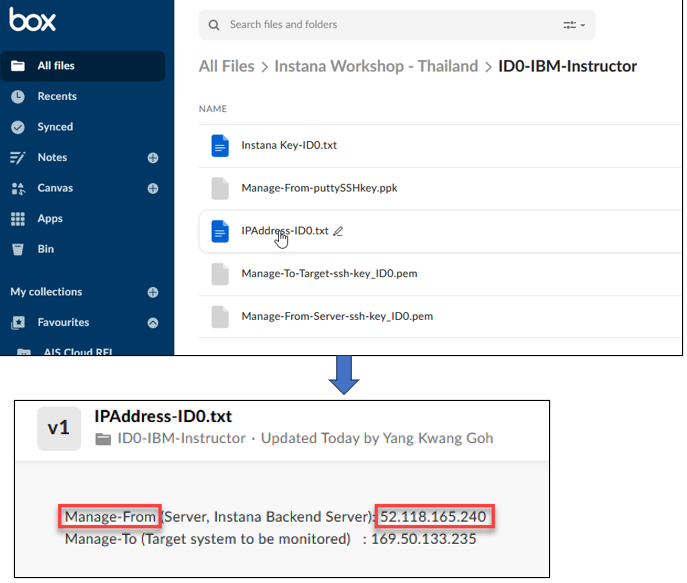 box
Search files and folders
All files
Recents
Synced
Notes
Canvas
Apps
Bin
My collections
Favourites
All Files > Instana Workshop - Thailand > ID0-IBM-Instructor
NAME
Instana Key-ID0.txt
Manage-From-puttySSHkey.ppk
IPAddress-ID0.txt
Manage-To-Target-ssh-key_ID0.pem
Manage-From-Server-ssh-key_ID0.pem
v1
IPAddress-ID0.txt
ID0-IBM-Instructor · Updated Today by Yang Kwang Goh
Manage-From (Server, Instana Backend Server): 52.118.165.240
Manage-To (Target system to be monitored) : 169.50.133.235